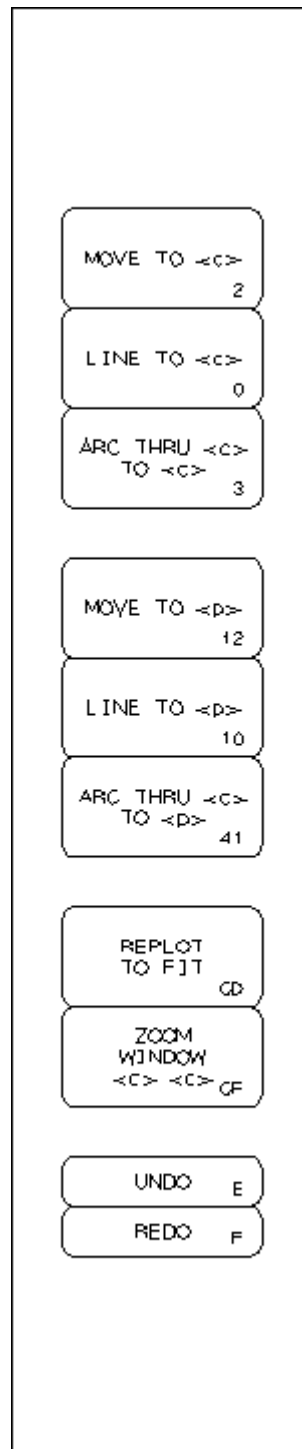 MOVE TO <c>
2
LINE TO <c>
0
ARC THRU <c>
TO <c>
3
MOVE TO <p>
12
LINE TO <p>
10
ARC THRU <c>
TO <p>
41
REPLOT
TO FIT
GD
ZOOM
WINDOW
<c> <c> GF
UNDO E
REDO F